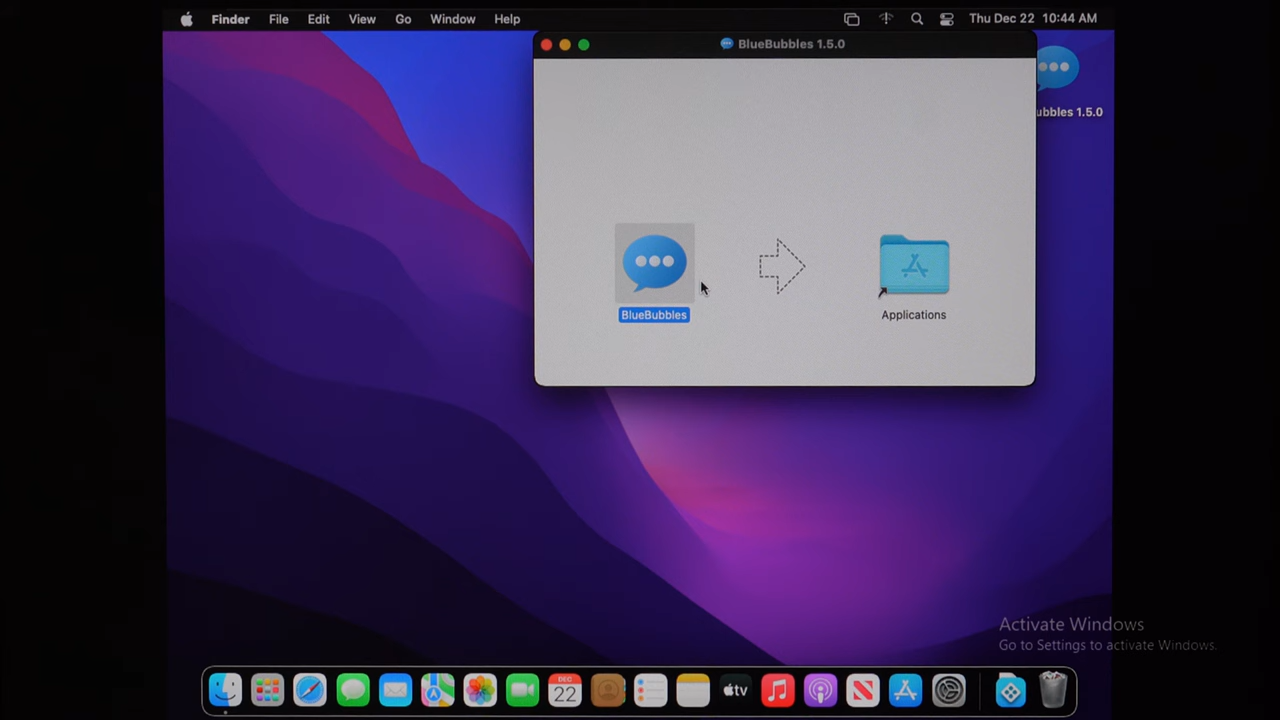 Finder File Edit View Go Window Help Thu Dec 22 10:44 AM
BlueBubbles 1.5.0
ubbles 1.5.0
BlueBubbles
Applications
Activate Windows
Go to Settings to activate Windows.
DEC
22
tv